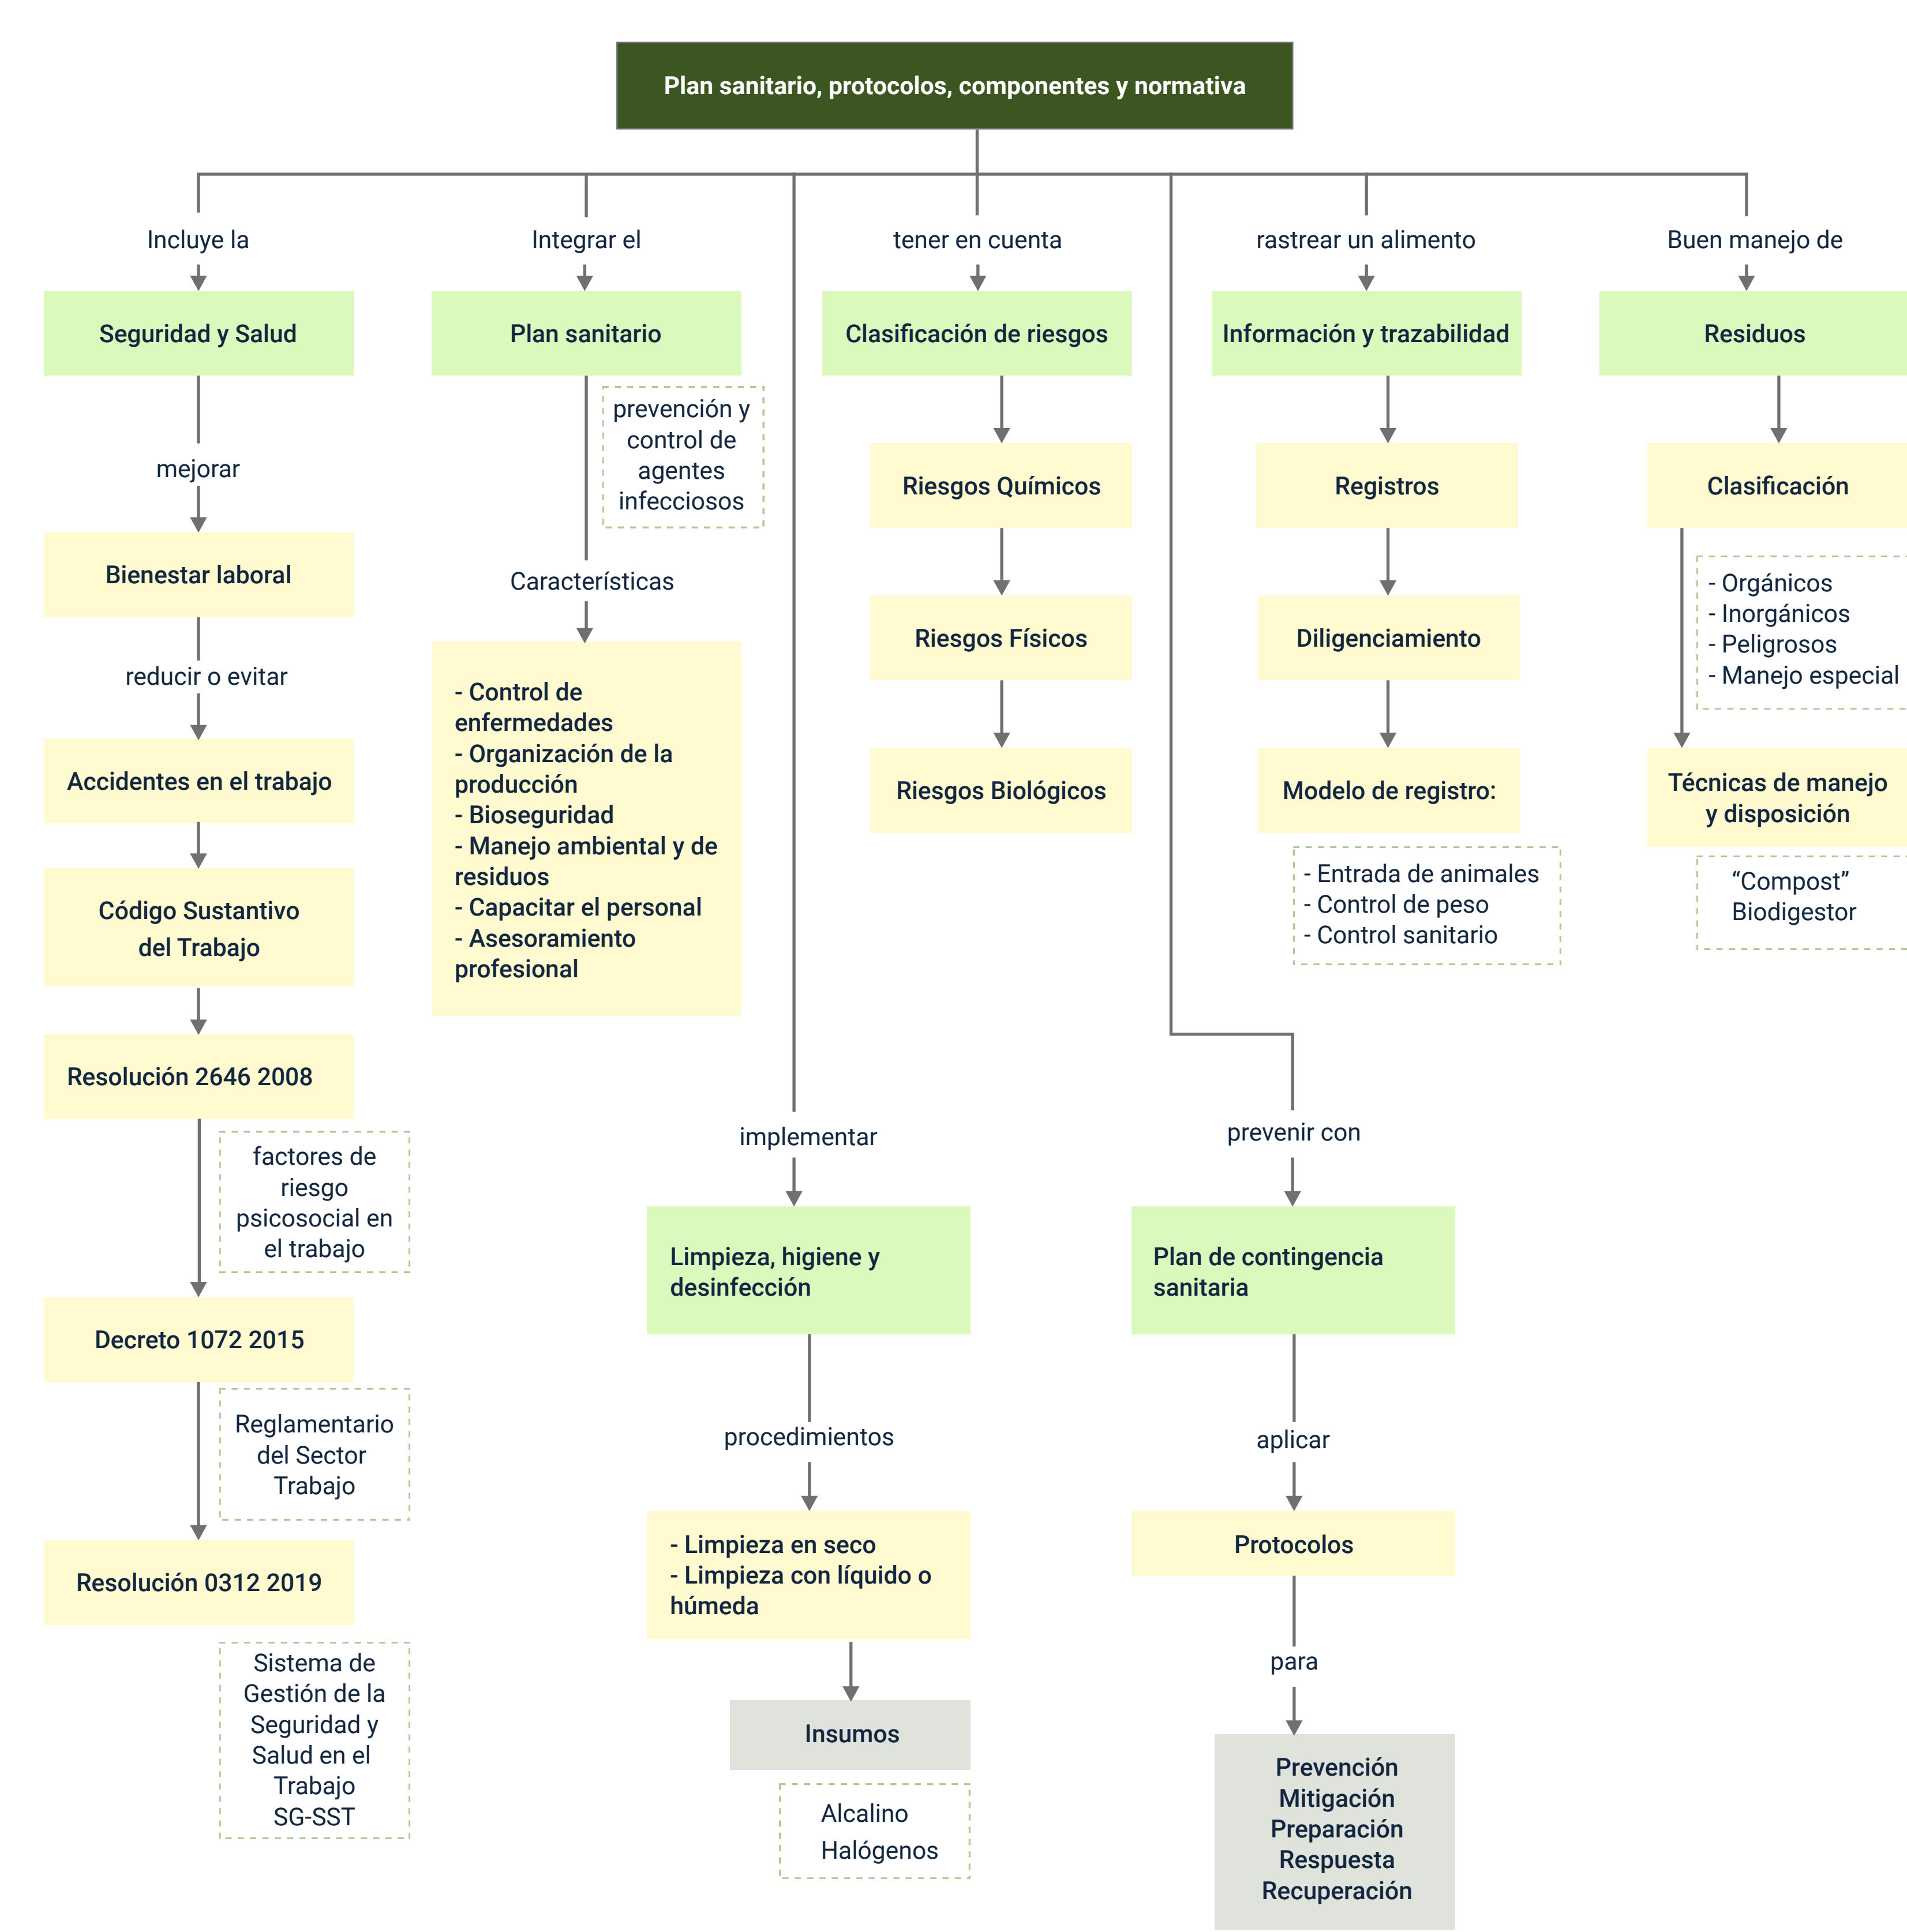 Plan sanitario, protocolos, componentes y normativa
Incluye la
Seguridad y Salud
mejorar
Bienestar laboral
reducir o evitar
Accidentes en el trabajo
Código Sustantivo
del Trabajo
Resolución 2646 2008
factores de
riesgo
psicosocial en
el trabajo
Decreto 1072 2015
Reglamentario
del Sector
Trabajo
Resolución 0312 2019
Sistema de
Gestión de la
Seguridad y
Salud en el
Trabajo
SG-SST
Integrar el
Plan sanitario
prevención y
control de
agentes
infecciosos
Características
- Control de
enfermedades
- Organización de la
producción
- Bioseguridad
- Manejo ambiental y de
residuos
- Capacitar el personal
- Asesoramiento
profesional
implementar
Limpieza, higiene y
desinfección
procedimientos
- Limpieza en seco
- Limpieza con líquido o
húmeda
Insumos
Alcalino
Halógenos
tener en cuenta
Clasificación de riesgos
Riesgos Químicos
Riesgos Físicos
Riesgos Biológicos
prevenir con
Plan de contingencia
sanitaria
aplicar
Protocolos
para
Prevención
Mitigación
Preparación
Respuesta
Recuperación
rastrear un alimento
Información y trazabilidad
Registros
Diligenciamiento
Modelo de registro:
- Entrada de animales
- Control de peso
- Control sanitario
Buen manejo de
Residuos
Clasificación
- Orgánicos
- Inorgánicos
- Peligrosos
- Manejo especial
Técnicas de manejo
y disposición
“Compost”
Biodigestor